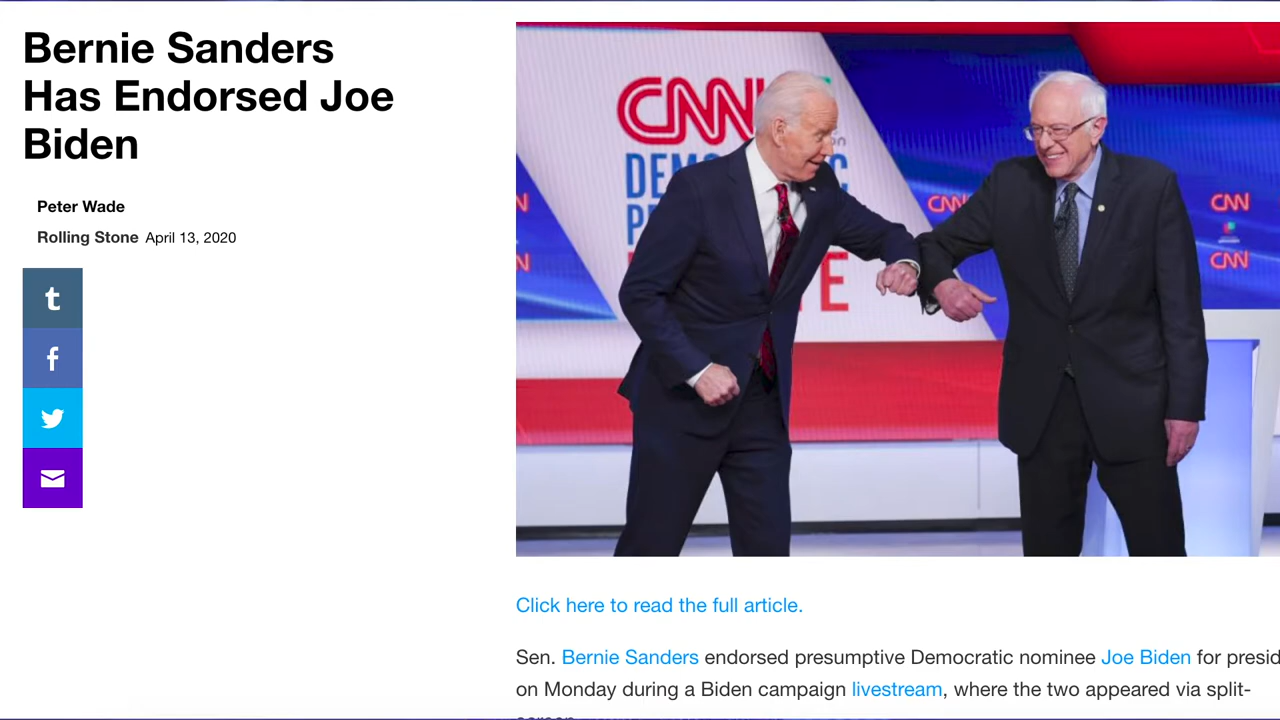 Bernie Sanders
Has Endorsed Joe
Biden
Peter Wade
Rolling Stone April 13, 2020
t
f
CNN
DEM
IC
P
TE
CNN
CNN
CNN
Click here to read the full article.
Sen. Bernie Sanders endorsed presumptive Democratic nominee Joe Biden for presid
on Monday during a Biden campaign livestream, where the two appeared via split-